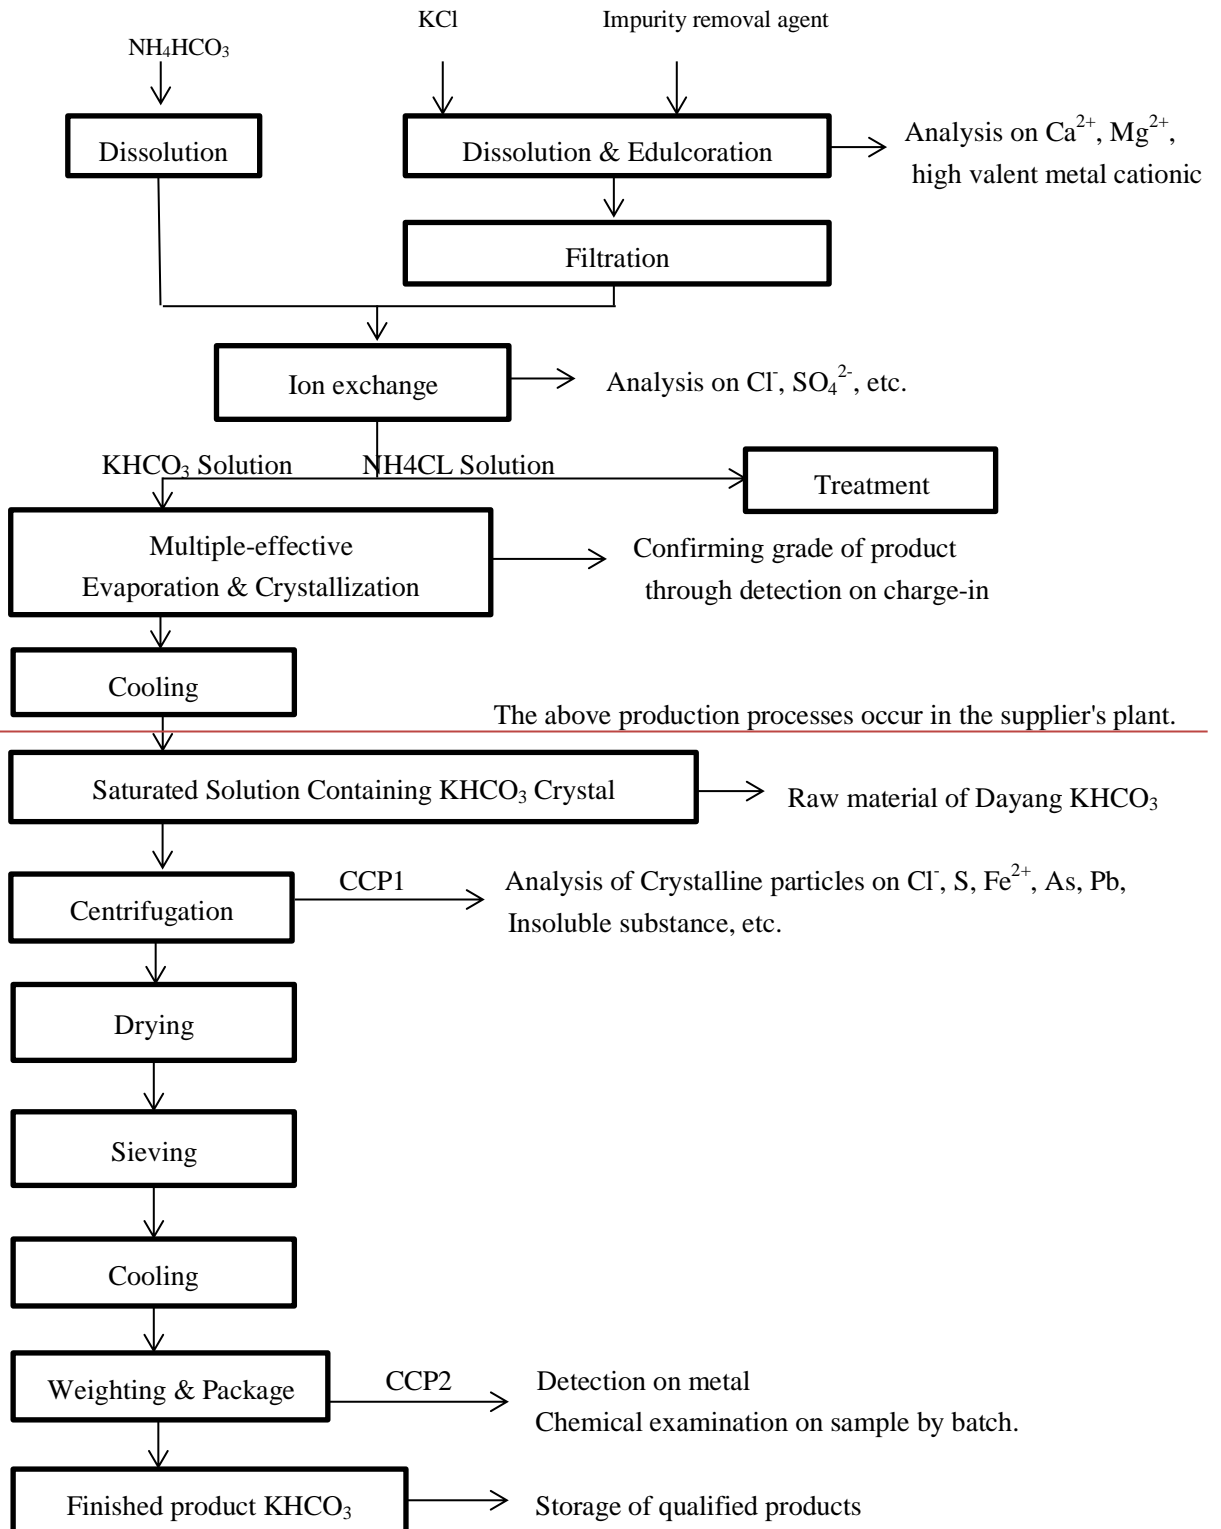 KCl
Impurity removal agent
NH₄HCO₃
Dissolution
Dissolution & Edulcoration
Analysis on Ca²⁺, Mg²⁺,
high valent metal cationic
Filtration
Ion exchange
Analysis on Cl⁻, SO₄²⁻, etc.
KHCO₃ Solution
NH4CL Solution
Treatment
Multiple-effective
Evaporation & Crystallization
Confirming grade of product
through detection on charge-in
Cooling
The above production processes occur in the supplier's plant.
Saturated Solution Containing KHCO₃ Crystal
Raw material of Dayang KHCO₃
Centrifugation
CCP1
Analysis of Crystalline particles on Cl⁻, S, Fe²⁺, As, Pb,
Insoluble substance, etc.
Drying
Sieving
Cooling
Weighting & Package
CCP2
Detection on metal
Chemical examination on sample by batch.
Finished product KHCO₃
Storage of qualified products